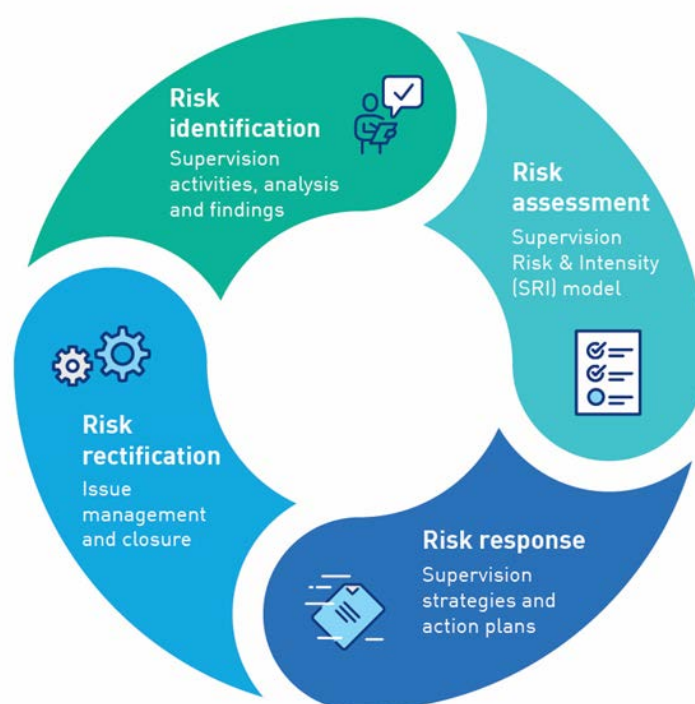 Risk
identification
Supervision
activities, analysis
and findings
Risk
assessment
Supervision
Risk & Intensity
(SRI) model
Risk response
Supervision
strategies and
action plans
Risk
rectification
Issue
management
and closure